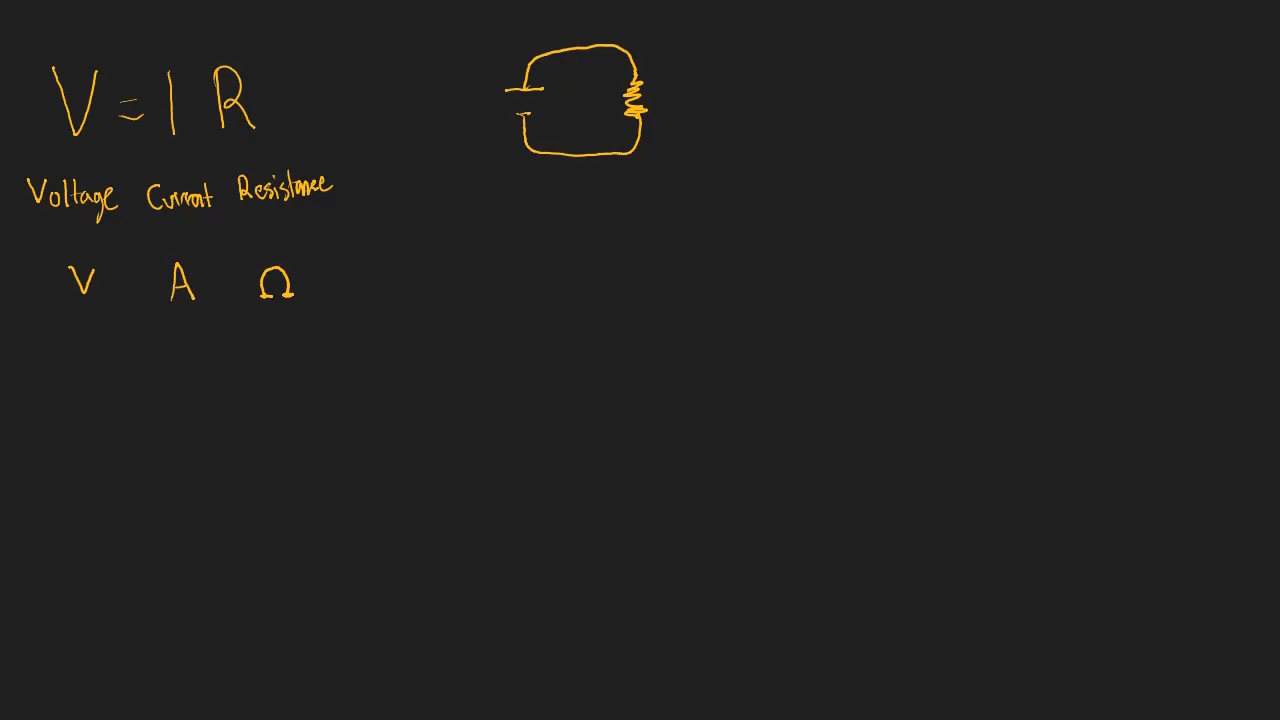 V = I R
Voltage Current Resistance
V A Ω